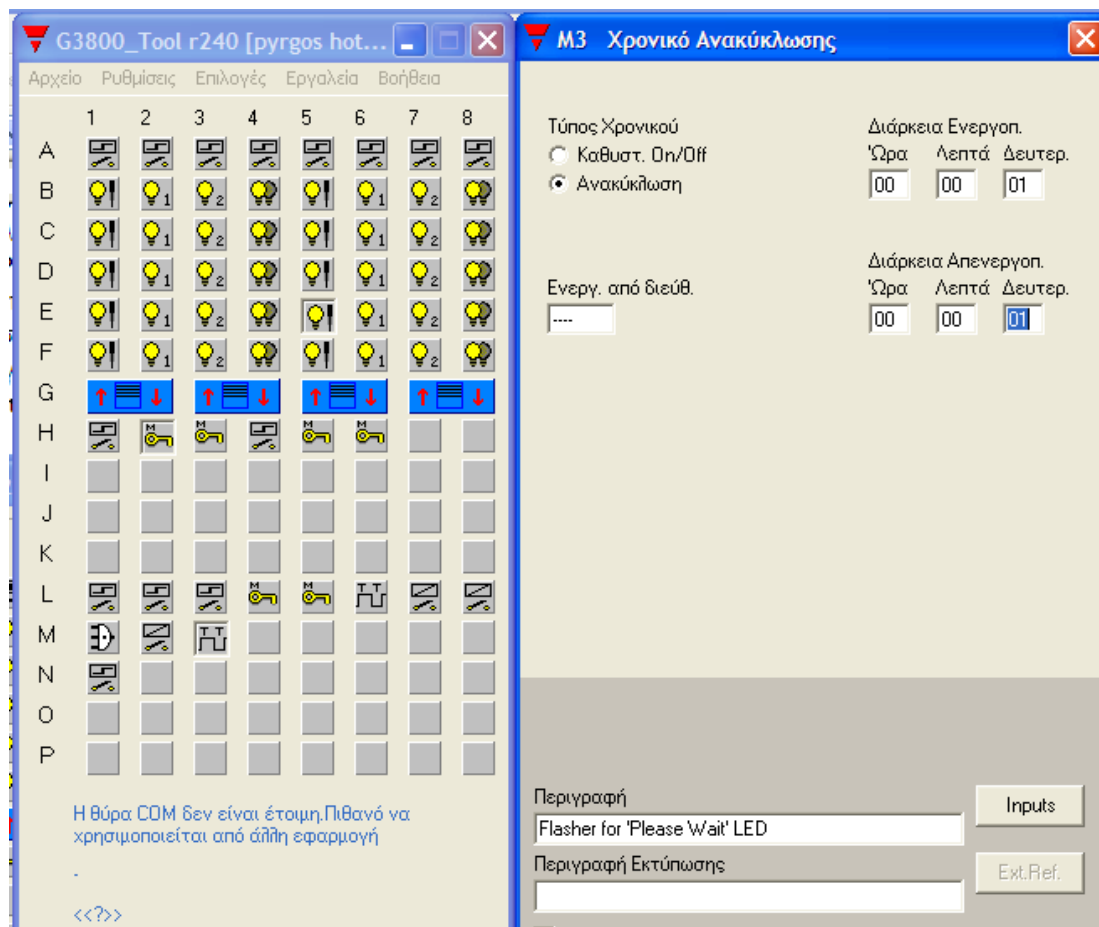 G3800_Tool r240 [pyrgos hot...
Αρχείο Ρυθμίσεις Επιλογές Εργαλεία Βοήθεια
1 2 3 4 5 6 7 8
A
B
C
D
E
F
G
H
I
J
K
L
M
N
O
P
Η θύρα COM δεν είναι έτοιμη.Πιθανό να
χρησιμοποιείται από άλλη εφαρμογή
.
<<?>>
M3 Χρονικό Ανακύκλωσης
Τύπος Χρονικού
Καθυστ. On/Off
Ανακύκλωση
Διάρκεια Ενεργοπ.
Ώρα Λεπτά Δευτερ.
00 00 01
Ενεργ. από διεύθ.
----
Διάρκεια Απενεργοπ.
Ώρα Λεπτά Δευτερ.
00 00 01
Περιγραφή
Flasher for 'Please Wait' LED
Inputs
Περιγραφή Εκτύπωσης
Ext.Ref.